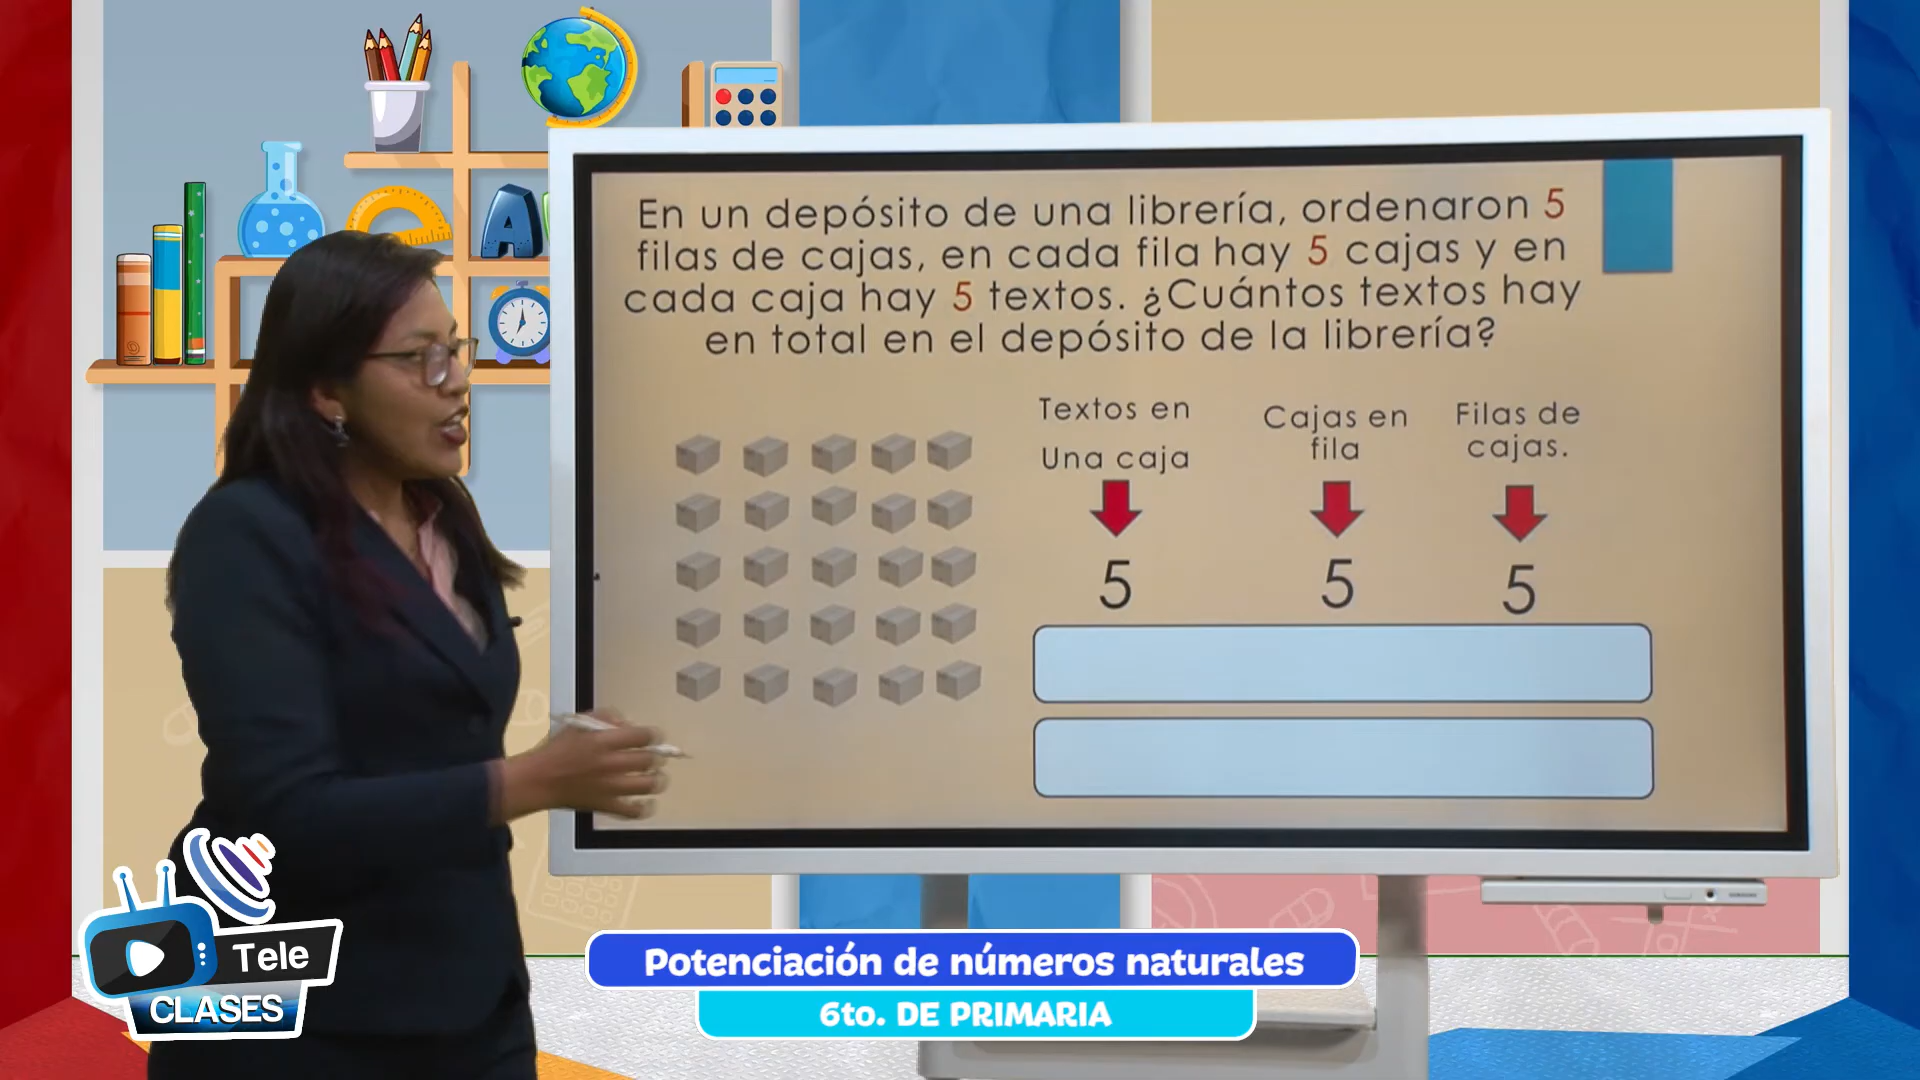 En un depósito de una librería, ordenaron 5
filas de cajas, en cada fila hay 5 cajas y en
cada caja hay 5 textos. ¿Cuántos textos hay
en total en el depósito de la librería?
Textos en
Una caja
Cajas en
fila
Filas de
cajas.
5
5
5
A
Tele
CLASES
Potenciación de números naturales
6to. DE PRIMARIA